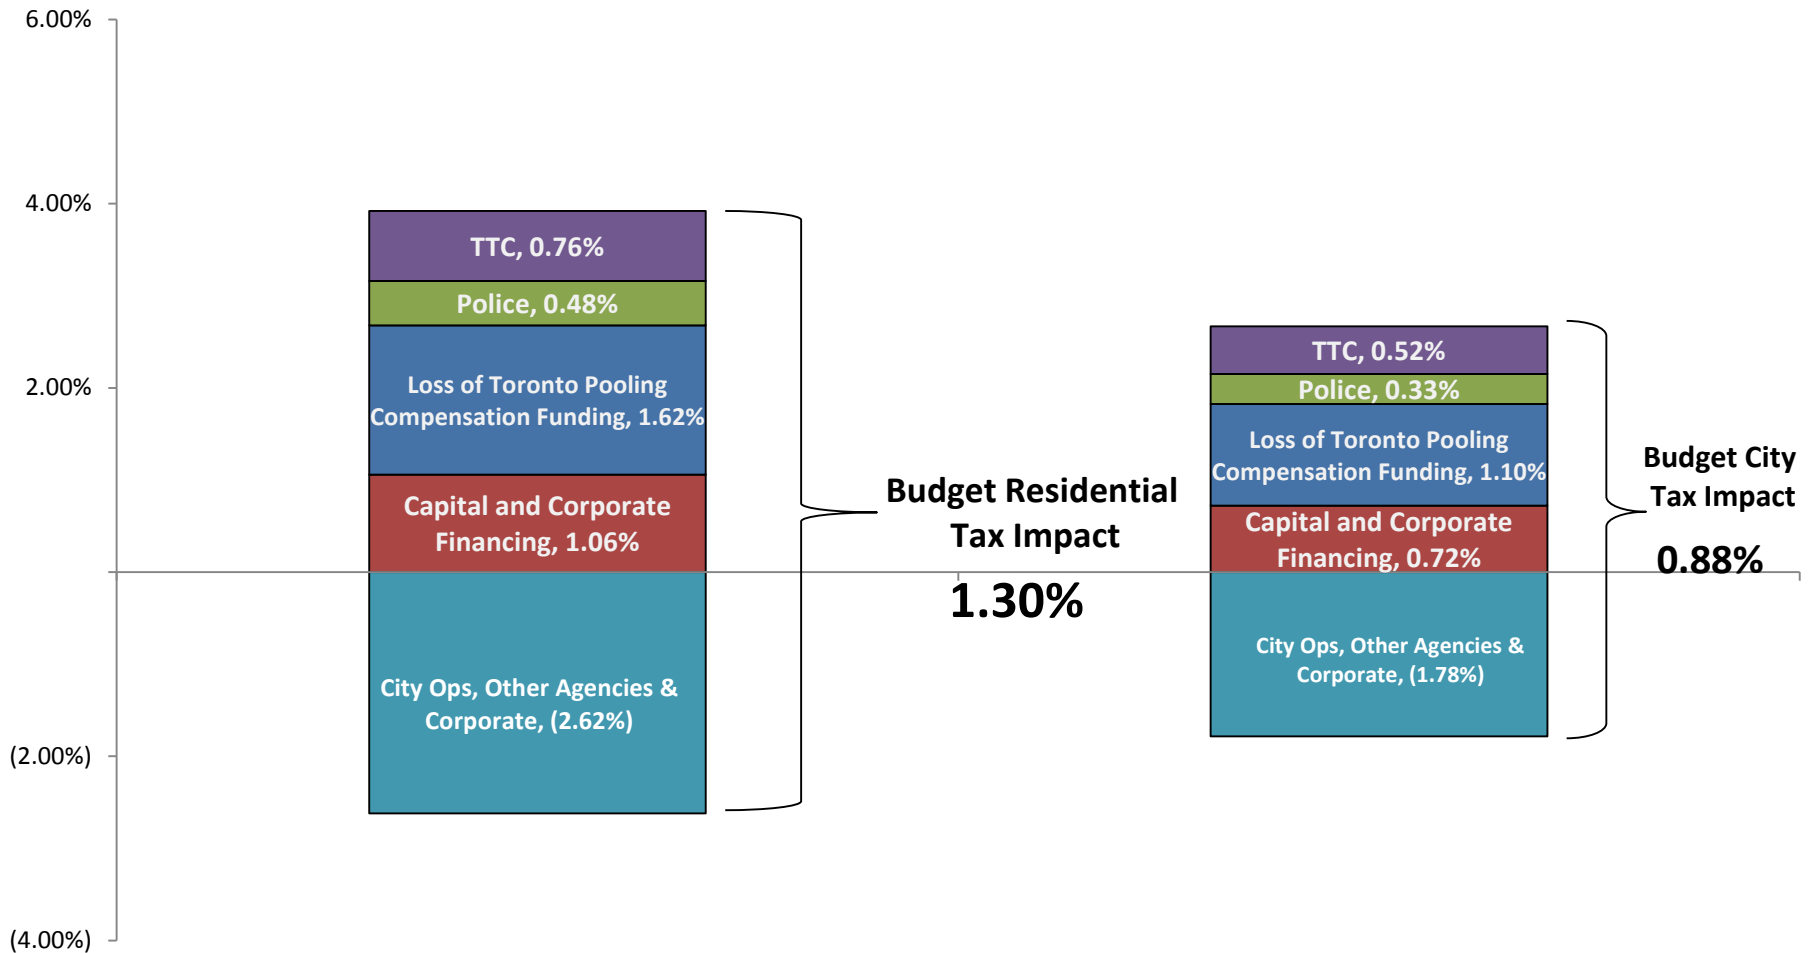 6.00%
4.00%
2.00%
(2.00%)
(4.00%)
TTC, 0.76%
Police, 0.48%
Loss of Toronto Pooling
Compensation Funding, 1.62%
Capital and Corporate
Financing, 1.06%
City Ops, Other Agencies &
Corporate, (2.62%)
Budget Residential
Tax Impact
1.30%
TTC, 0.52%
Police, 0.33%
Loss of Toronto Pooling
Compensation Funding, 1.10%
Capital and Corporate
Financing, 0.72%
City Ops, Other Agencies &
Corporate, (1.78%)
Budget City
Tax Impact
0.88%